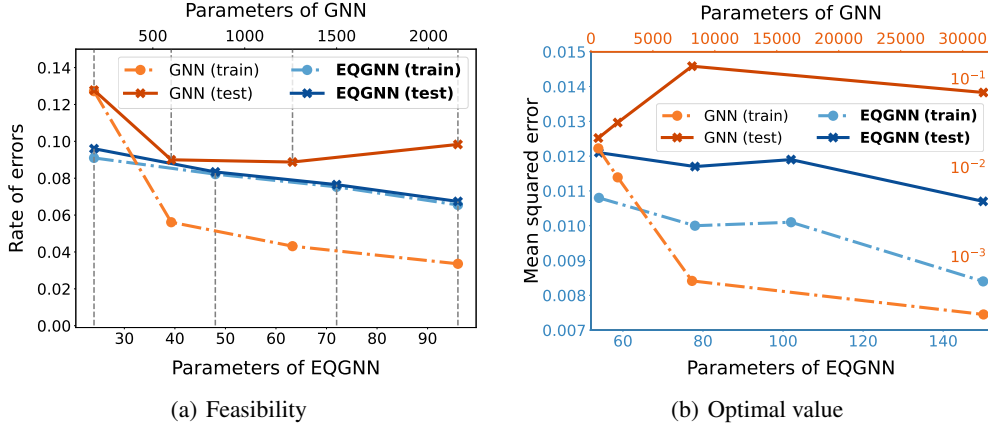 Parameters of GNN
500 1000 1500 2000
0.14
0.12
0.10
0.08
0.06
0.04
0.02
0.00
Rate of errors
GNN (train)
GNN (test)
EQGNN (train)
EQGNN (test)
30 40 50 60 70 80 90
Parameters of EQGNN
(a) Feasibility
Parameters of GNN
0 5000 10000 15000 20000 25000 30000
0.015
0.014
0.013
0.012
0.011
0.010
0.009
0.008
0.007
Mean squared error
GNN (train)
GNN (test)
EQGNN (train)
EQGNN (test)
10⁻¹
10⁻²
10⁻³
60 80 100 120 140
Parameters of EQGNN
(b) Optimal value